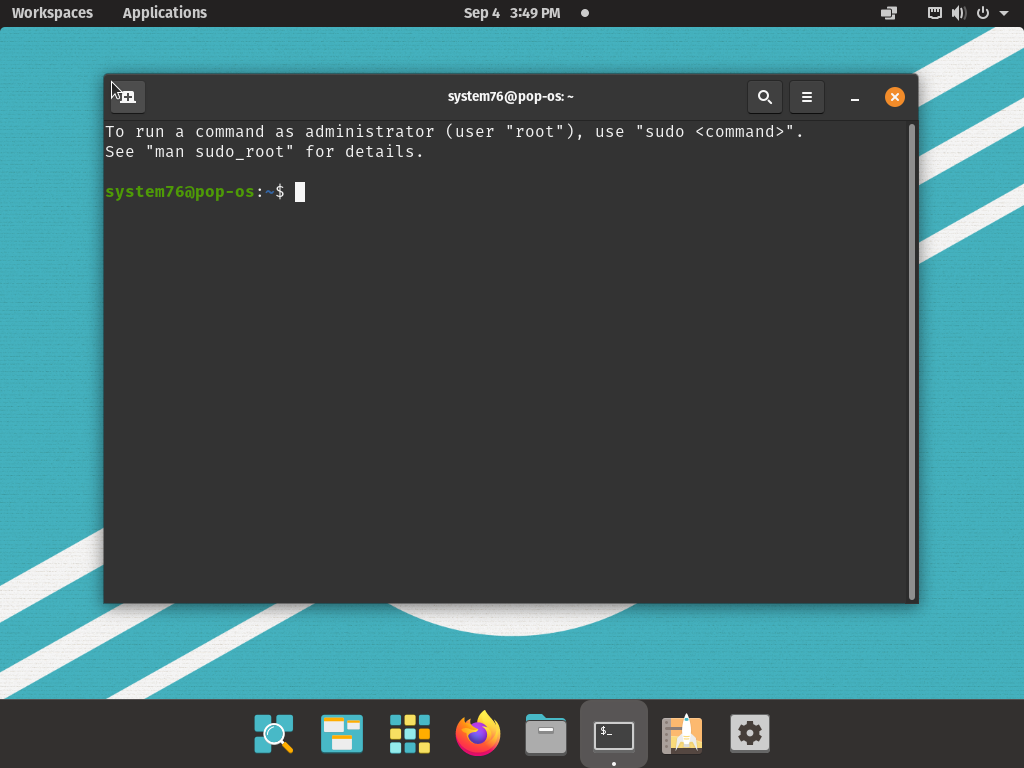 Workspaces Applications Sep 4 3:49 PM
system76@pop-os: ~
To run a command as administrator (user "root"), use "sudo <command>".
See "man sudo_root" for details.
system76@pop-os:~$
$_